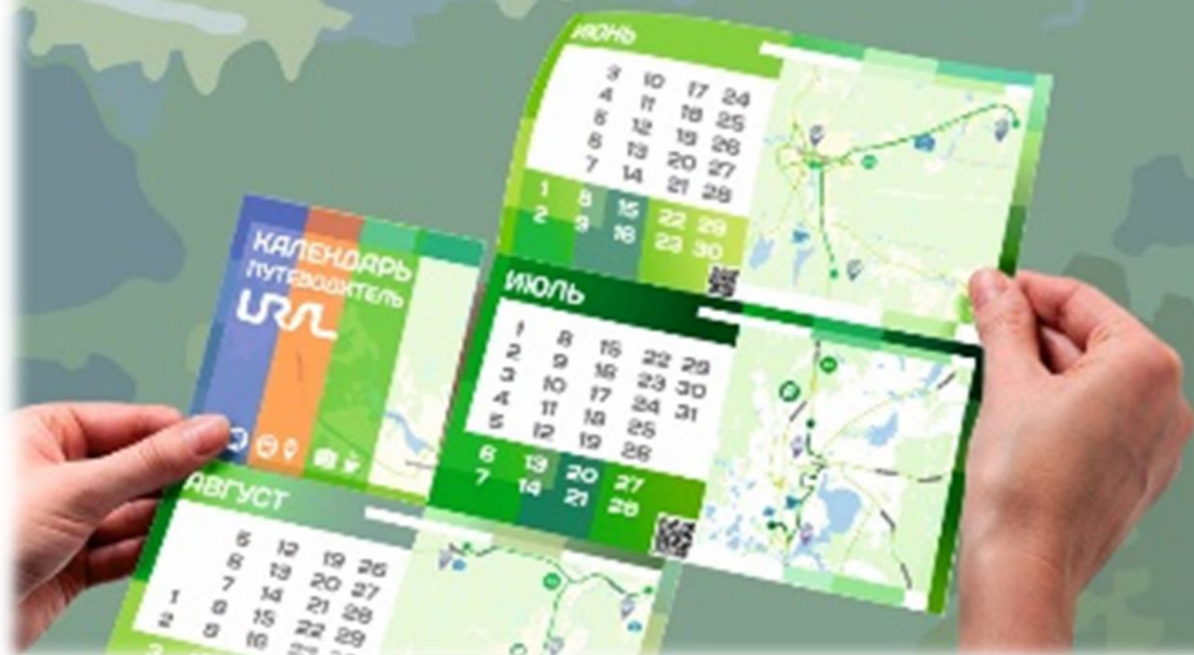 ИЮНЬ
3 10 17 24
4 11 18 25
5 12 19 26
6 13 20 27
7 14 21 28
1 8 15 22 29
2 9 16 23 30
КАЛЕНДАРЬ
ПУТЕВОДИТЕЛЬ
URAL
ИЮЛЬ
1 8 15 22 29
2 9 16 23 30
3 10 17 24 31
4 11 18 25
5 12 19 26
6 13 20 27
7 14 21 28
АВГУСТ
5 12 19 26
6 13 20 27
7 14 21 28
1 8 15 22 29
2 9 16